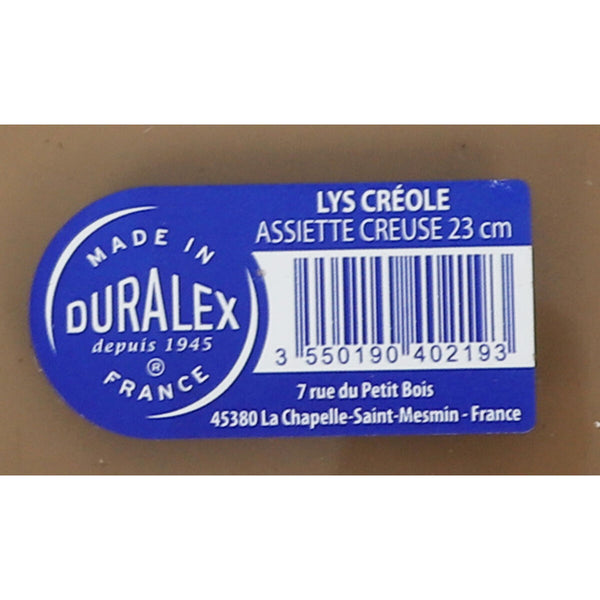 MADE IN
DURALEX
depuis 1945
®
FRANCE
LYS CRÉOLE
ASSIETTE CREUSE 23 cm
3 550190 402193
7 rue du Petit Bois
45380 La Chapelle-Saint-Mesmin - France